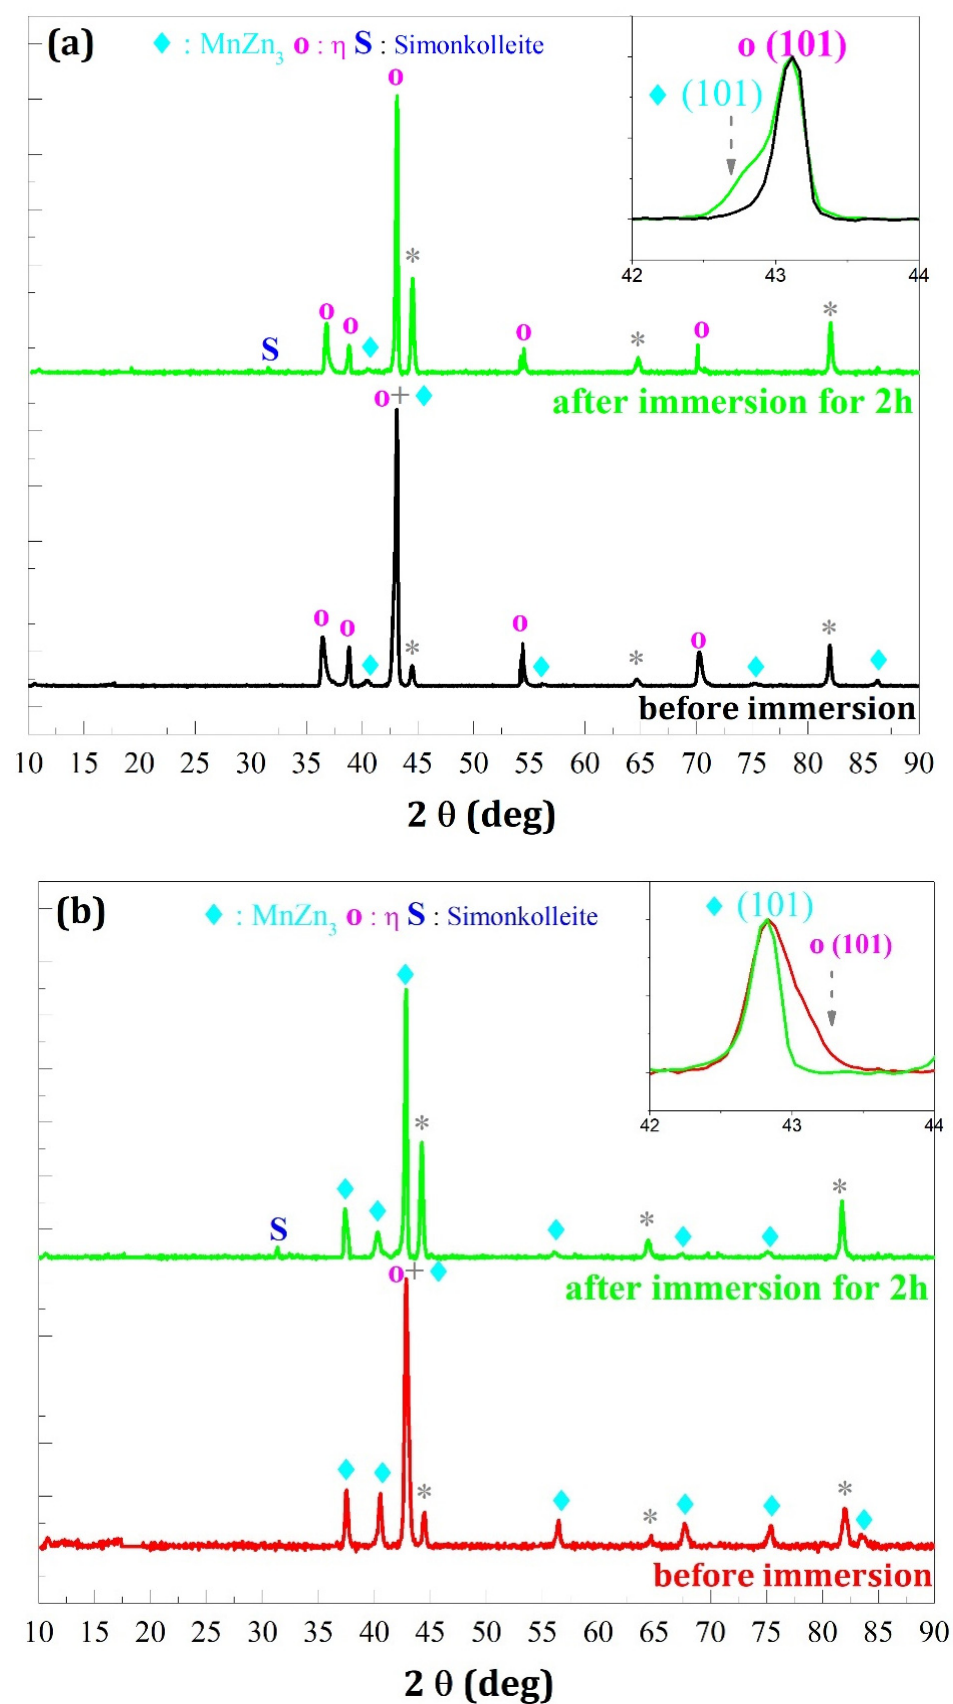 (a) ♦ : MnZn₃ o : η S : Simonkolleite
o
o (101)
♦ (101)
42 43 44
*
S o o ♦ o * o *
after immersion for 2h
o+♦
o o ♦ * o ♦ * o ♦ * ♦
before immersion
10 15 20 25 30 35 40 45 50 55 60 65 70 75 80 85 90
2 θ (deg)
(b) ♦ : MnZn₃ o : η S : Simonkolleite
♦
♦ (101)
o (101)
42 43 44
*
S ♦ ♦ ♦ * ♦ ♦ *
after immersion for 2h
o+♦
♦ ♦ * ♦ * ♦ ♦ * ♦
before immersion
10 15 20 25 30 35 40 45 50 55 60 65 70 75 80 85 90
2 θ (deg)